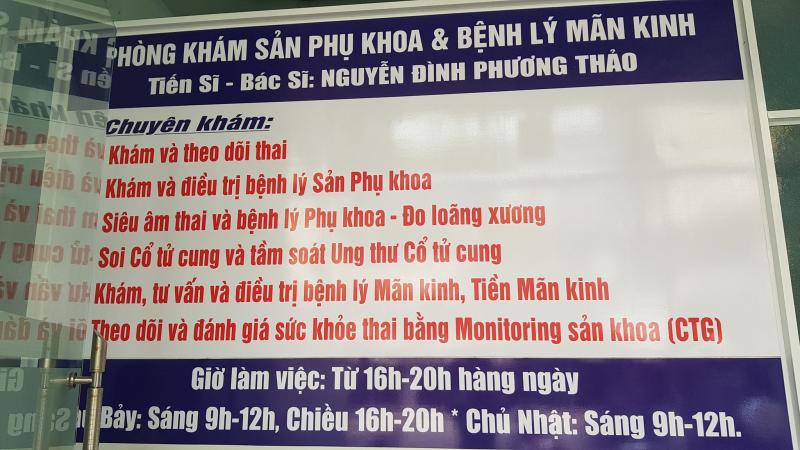 PHÒNG KHÁM SẢN PHỤ KHOA & BỆNH LÝ MÃN KINH
Tiến Sĩ - Bác Sĩ: NGUYỄN ĐÌNH PHƯƠNG THẢO
Chuyên khám:
Khám và theo dõi thai
Khám và điều trị bệnh lý Sản Phụ khoa
Siêu âm thai và bệnh lý Phụ khoa - Đo loãng xương
Soi Cổ tử cung và tầm soát Ung thư Cổ tử cung
Khám, tư vấn và điều trị bệnh lý Mãn kinh, Tiền Mãn kinh
Theo dõi và đánh giá sức khỏe thai bằng Monitoring sản khoa (CTG)
Giờ làm việc: Từ 16h-20h hàng ngày
Bảy: Sáng 9h-12h, Chiều 16h-20h * Chủ Nhật: Sáng 9h-12h.